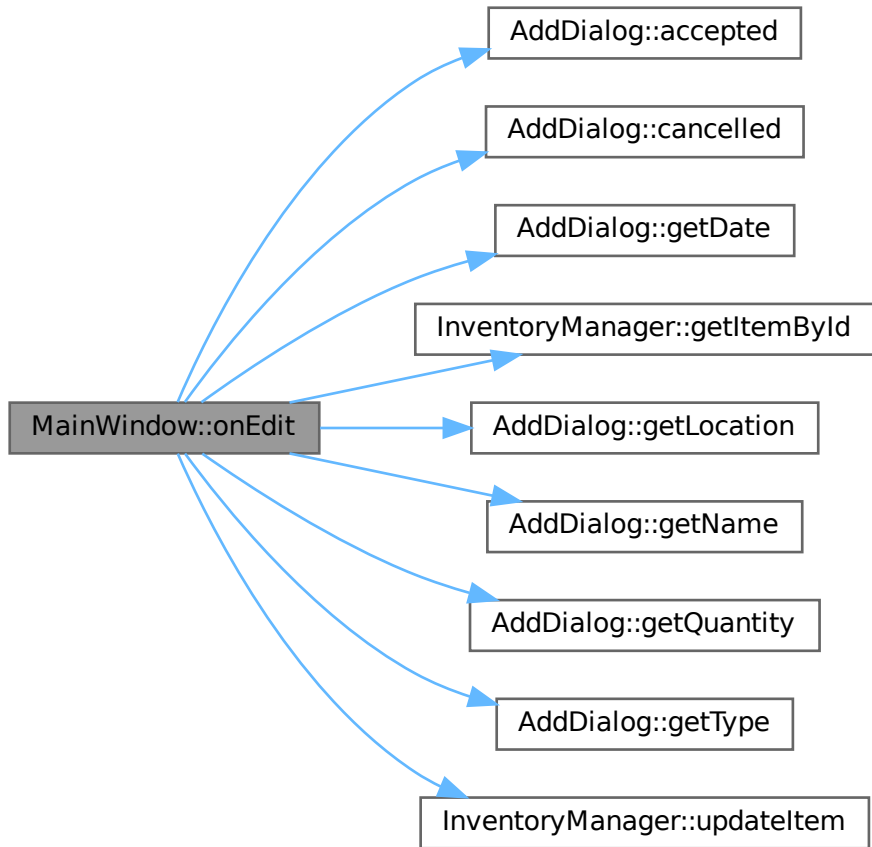 AddDialog::accepted
AddDialog::cancelled
AddDialog::getDate
InventoryManager::getItemById
MainWindow::onEdit
AddDialog::getLocation
AddDialog::getName
AddDialog::getQuantity
AddDialog::getType
InventoryManager::updateItem